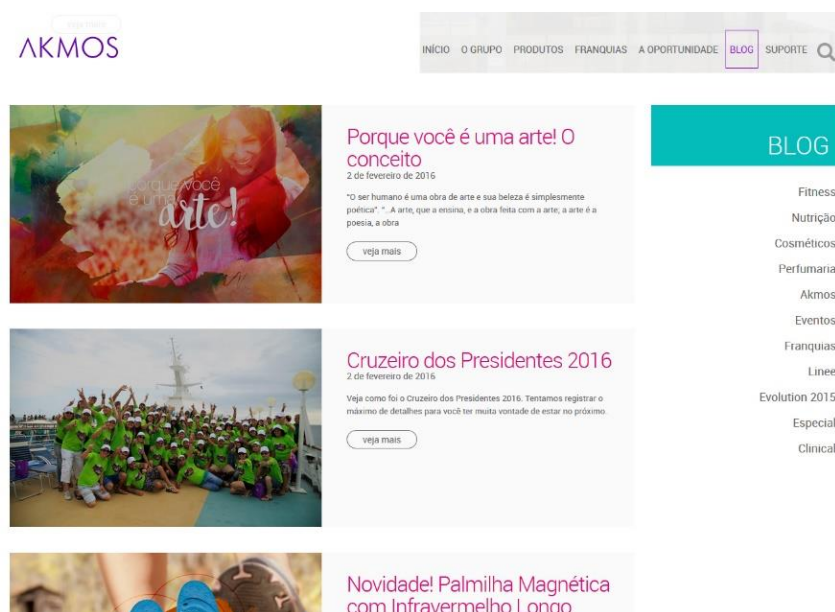 AKMOS
INÍCIO O GRUPO PRODUTOS FRANQUIAS A OPORTUNIDADE BLOG SUPORTE
porque você
é uma
arte!
Porque você é uma arte! O
conceito
2 de fevereiro de 2016
"O ser humano é uma obra de arte e sua beleza é simplesmente
poética". "...A arte, que a ensina, e a obra feita com a arte; a arte é a
poesia, a obra
veja mais
BLOG
Fitness
Nutrição
Cosméticos
Perfumaria
Akmos
Eventos
Franquias
Linee
Evolution 2015
Especial
Clinical
Cruzeiro dos Presidentes 2016
2 de fevereiro de 2016
Veja como foi o Cruzeiro dos Presidentes 2016. Tentamos registrar o
máximo de detalhes para você ter muita vontade de estar no próximo.
veja mais
Novidade! Palmilha Magnética
com Infravermelho Longo